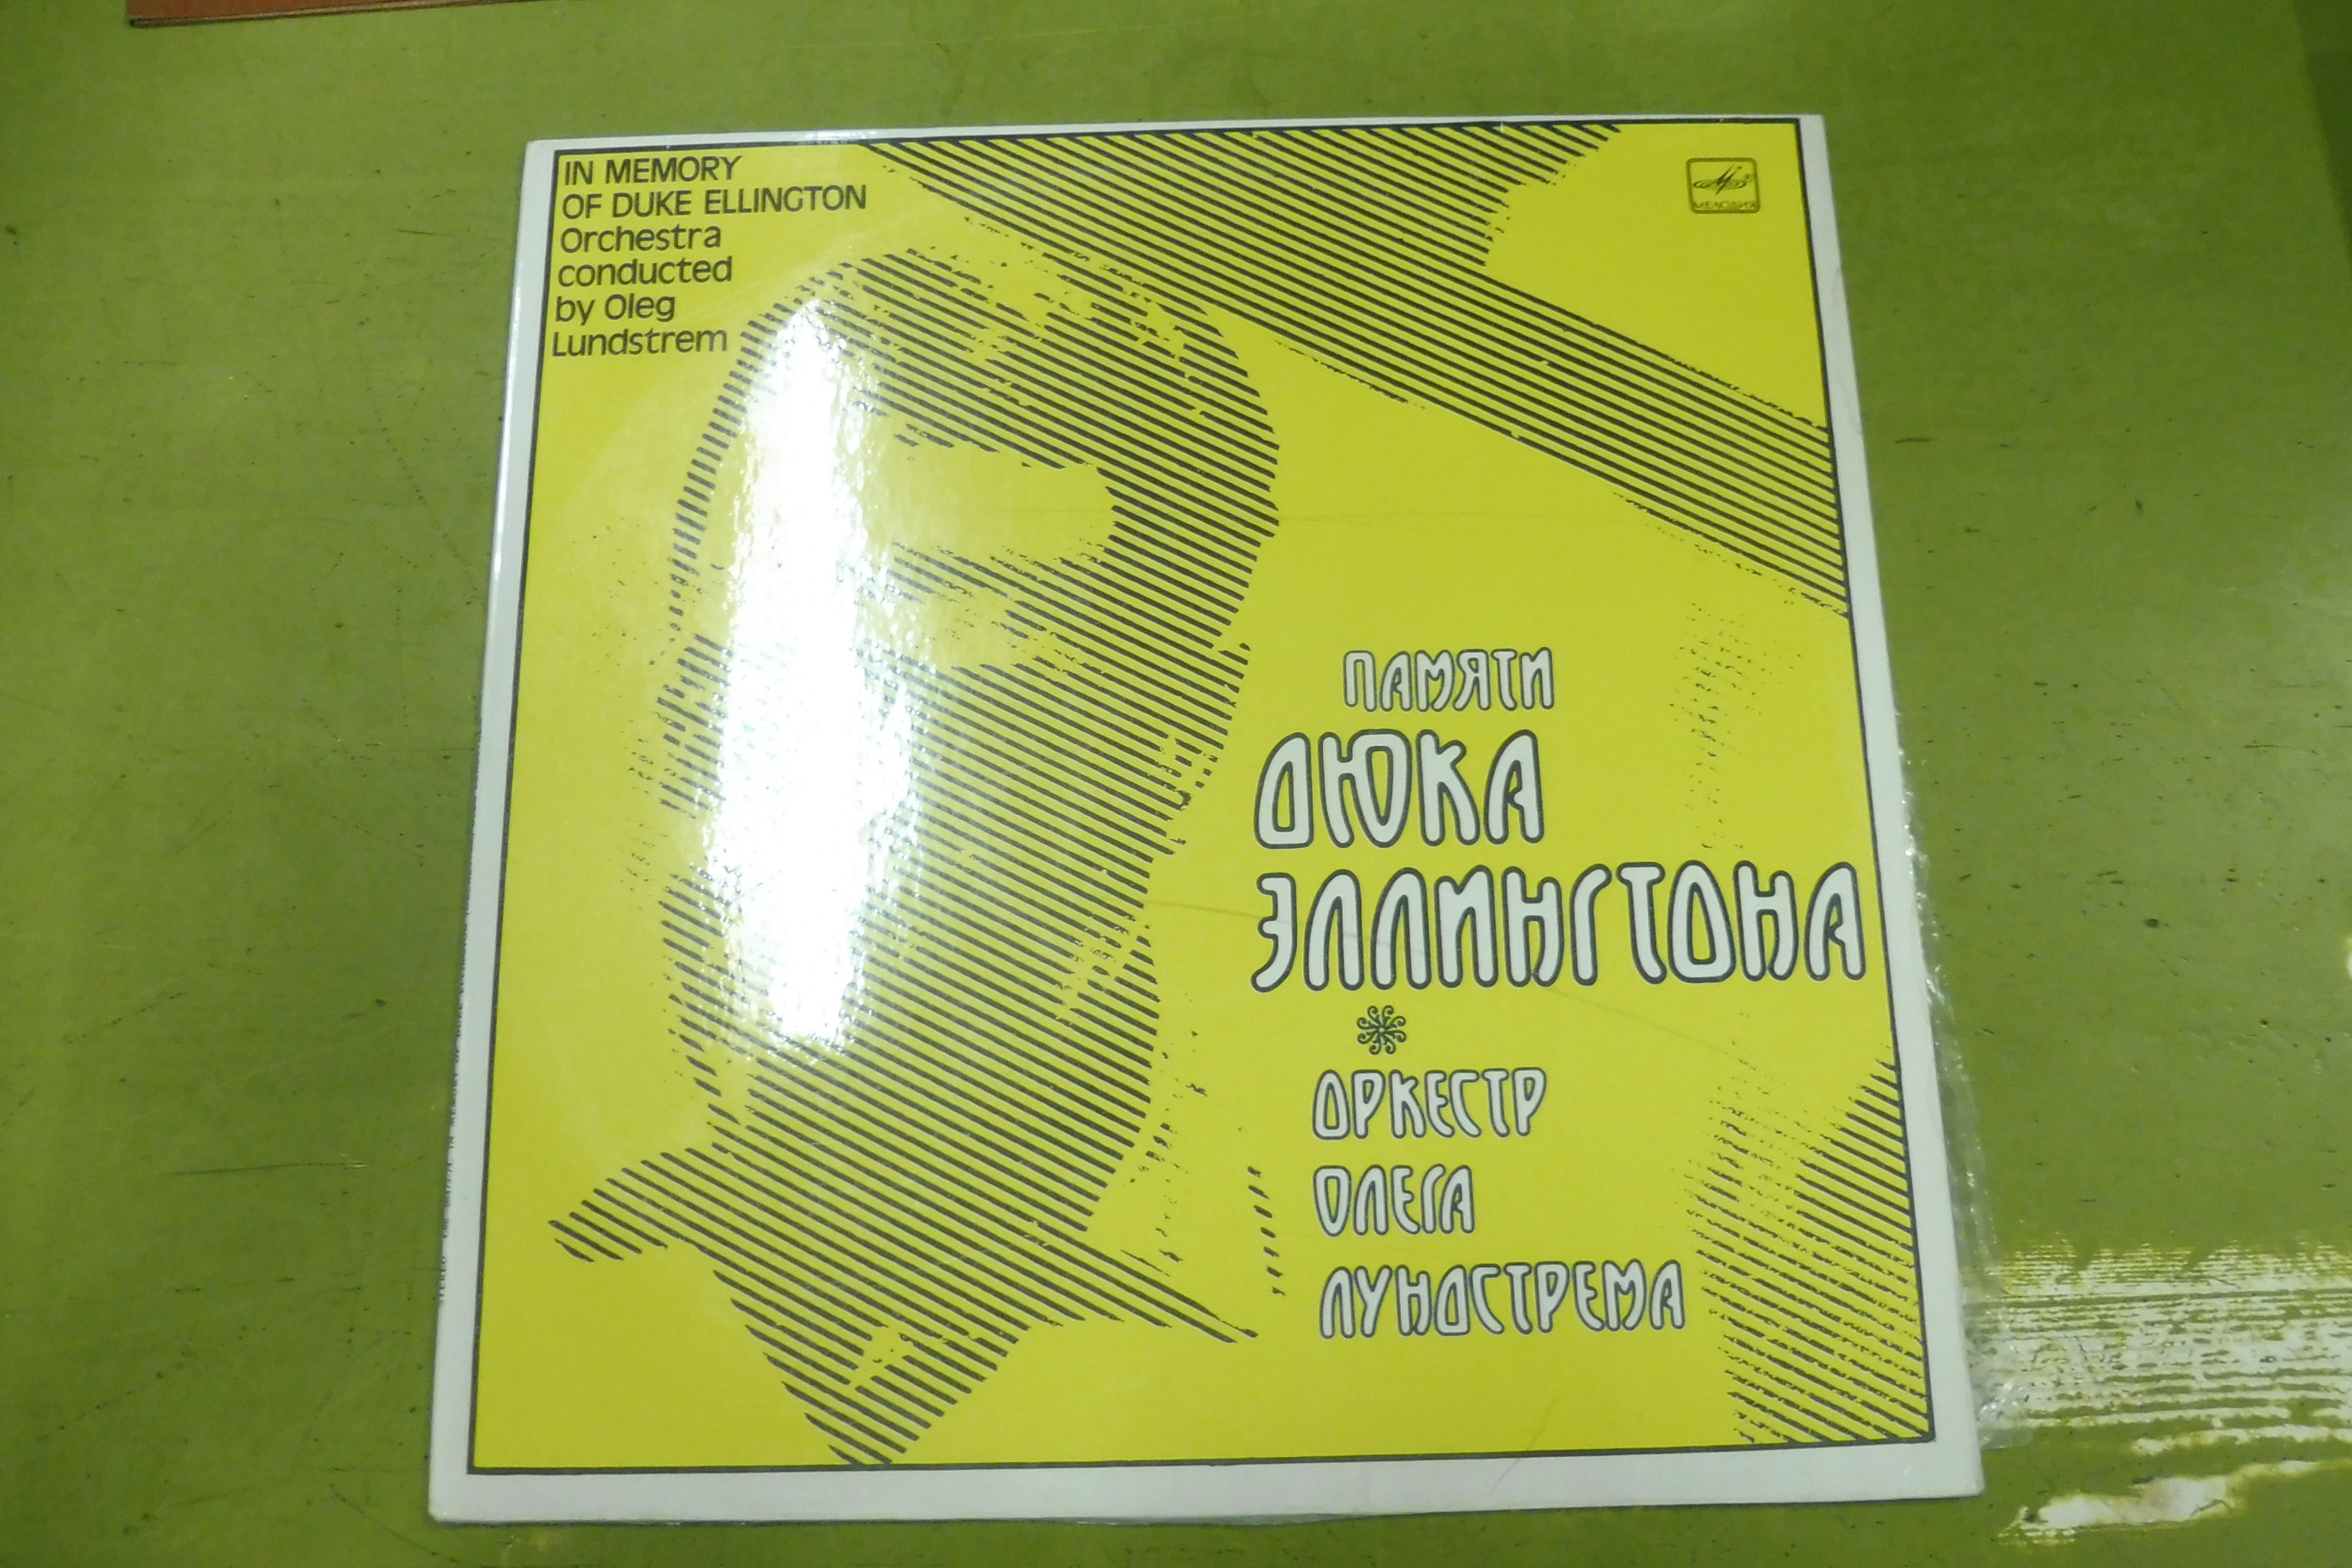 IN MEMORY
OF DUKE ELLINGTON
Orchestra
conducted
by Oleg
Lundstrem
МЕЛОДИЯ
ПАМЯТИ
ДЮКА
ЭЛЛИНГТОНА
ОРКЕСТР
ОЛЕГА
ЛУНДСТРЕМА